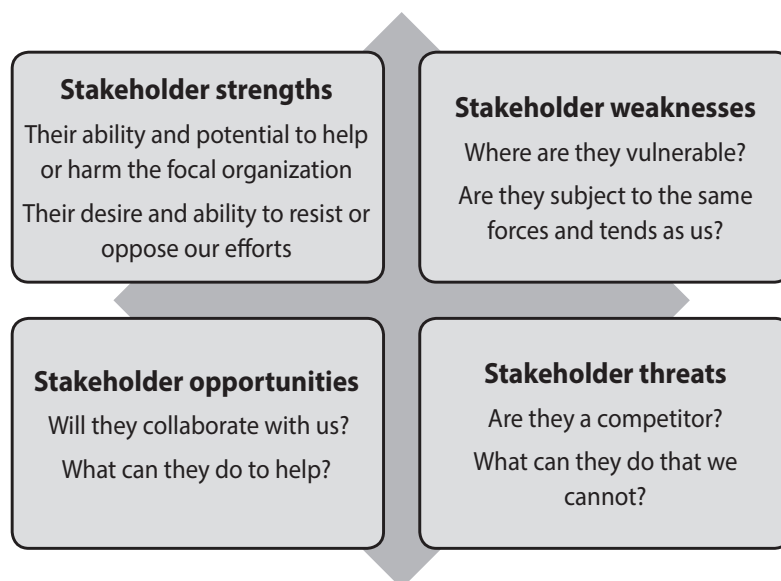 Stakeholder strengths
Their ability and potential to help
or harm the focal organization
Their desire and ability to resist or
oppose our efforts
Stakeholder weaknesses
Where are they vulnerable?
Are they subject to the same
forces and tends as us?
Stakeholder opportunities
Will they collaborate with us?
What can they do to help?
Stakeholder threats
Are they a competitor?
What can they do that we
cannot?